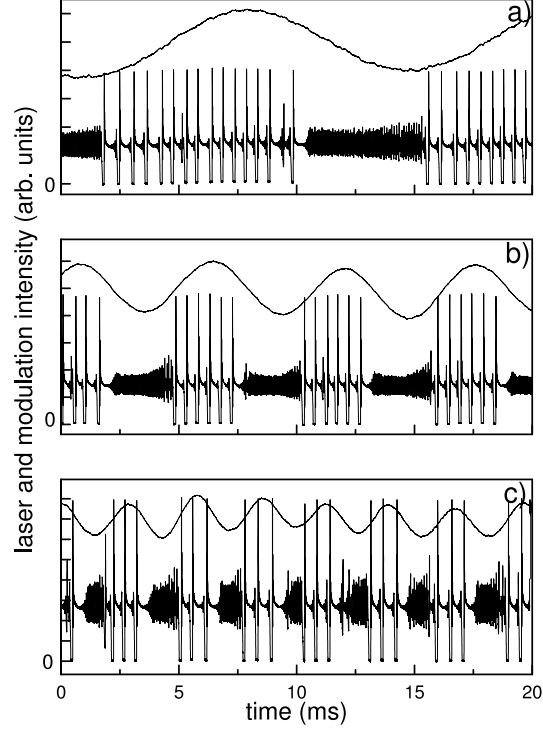 a)
0
b)
0
c)
0
laser and modulation intensity (arb. units)
0 5 10 15 20
time (ms)